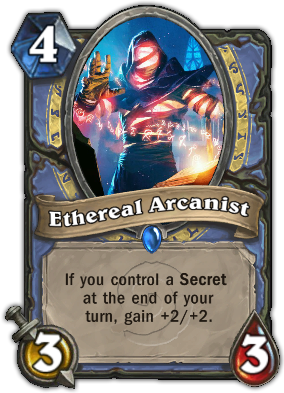 4
Ethereal Arcanist
If you control a Secret
at the end of your
turn, gain +2/+2.
3 3